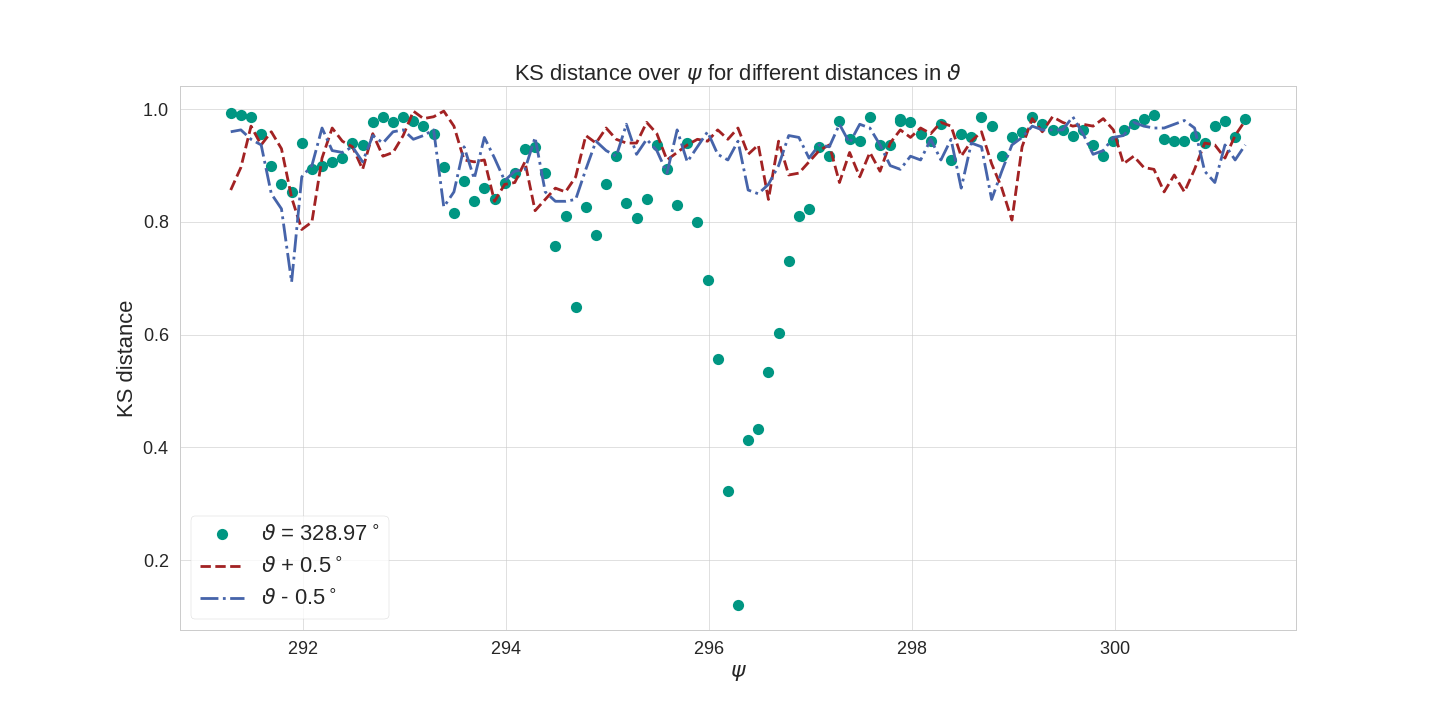 KS distance over ψ for different distances in ϑ
KS distance
1.0
0.8
0.6
0.4
0.2
ϑ = 328.97°
ϑ + 0.5°
ϑ - 0.5°
292 294 296 298 300
ψ